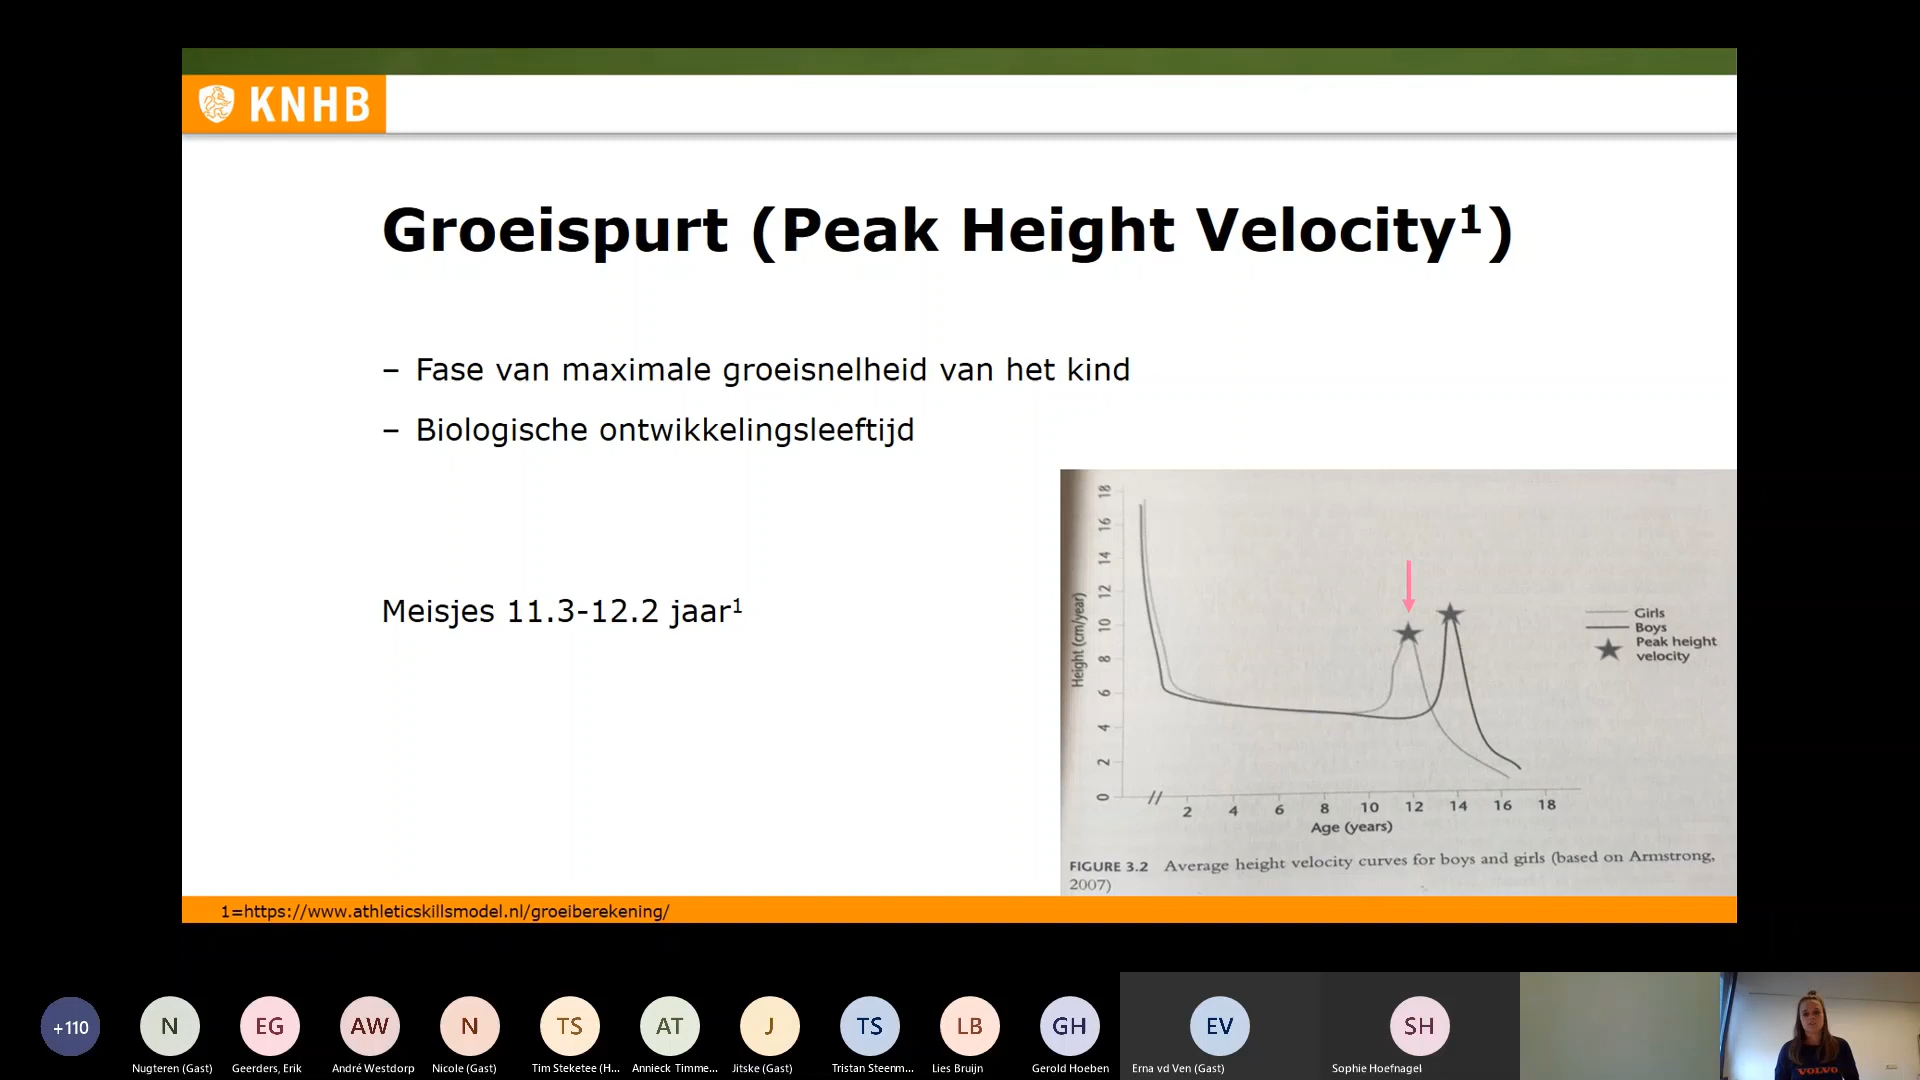 KNHB
Groeispurt (Peak Height Velocity¹)
– Fase van maximale groeisnelheid van het kind
– Biologische ontwikkelingsleeftijd
Meisjes 11.3-12.2 jaar¹
18
16
14
12
10
8
6
4
2
0
Height (cm/year)
2 4 6 8 10 12 14 16 18
Age (years)
Girls
Boys
Peak height
velocity
FIGURE 3.2 Average height velocity curves for boys and girls (based on Armstrong,
2007)
1=https://www.athleticskillsmodel.nl/groeiberekening/
+110
N
EG
AW
N
TS
AT
J
TS
LB
GH
EV
SH
Nugteren (Gast)
Geerders, Erik
André Westdorp
Nicole (Gast)
Tim Steketee (H...
Annieck Timme...
Jitske (Gast)
Tristan Steenm...
Lies Bruijn
Gerold Hoeben
Erna vd Ven (Gast)
Sophie Hoefnagel
VOLVO